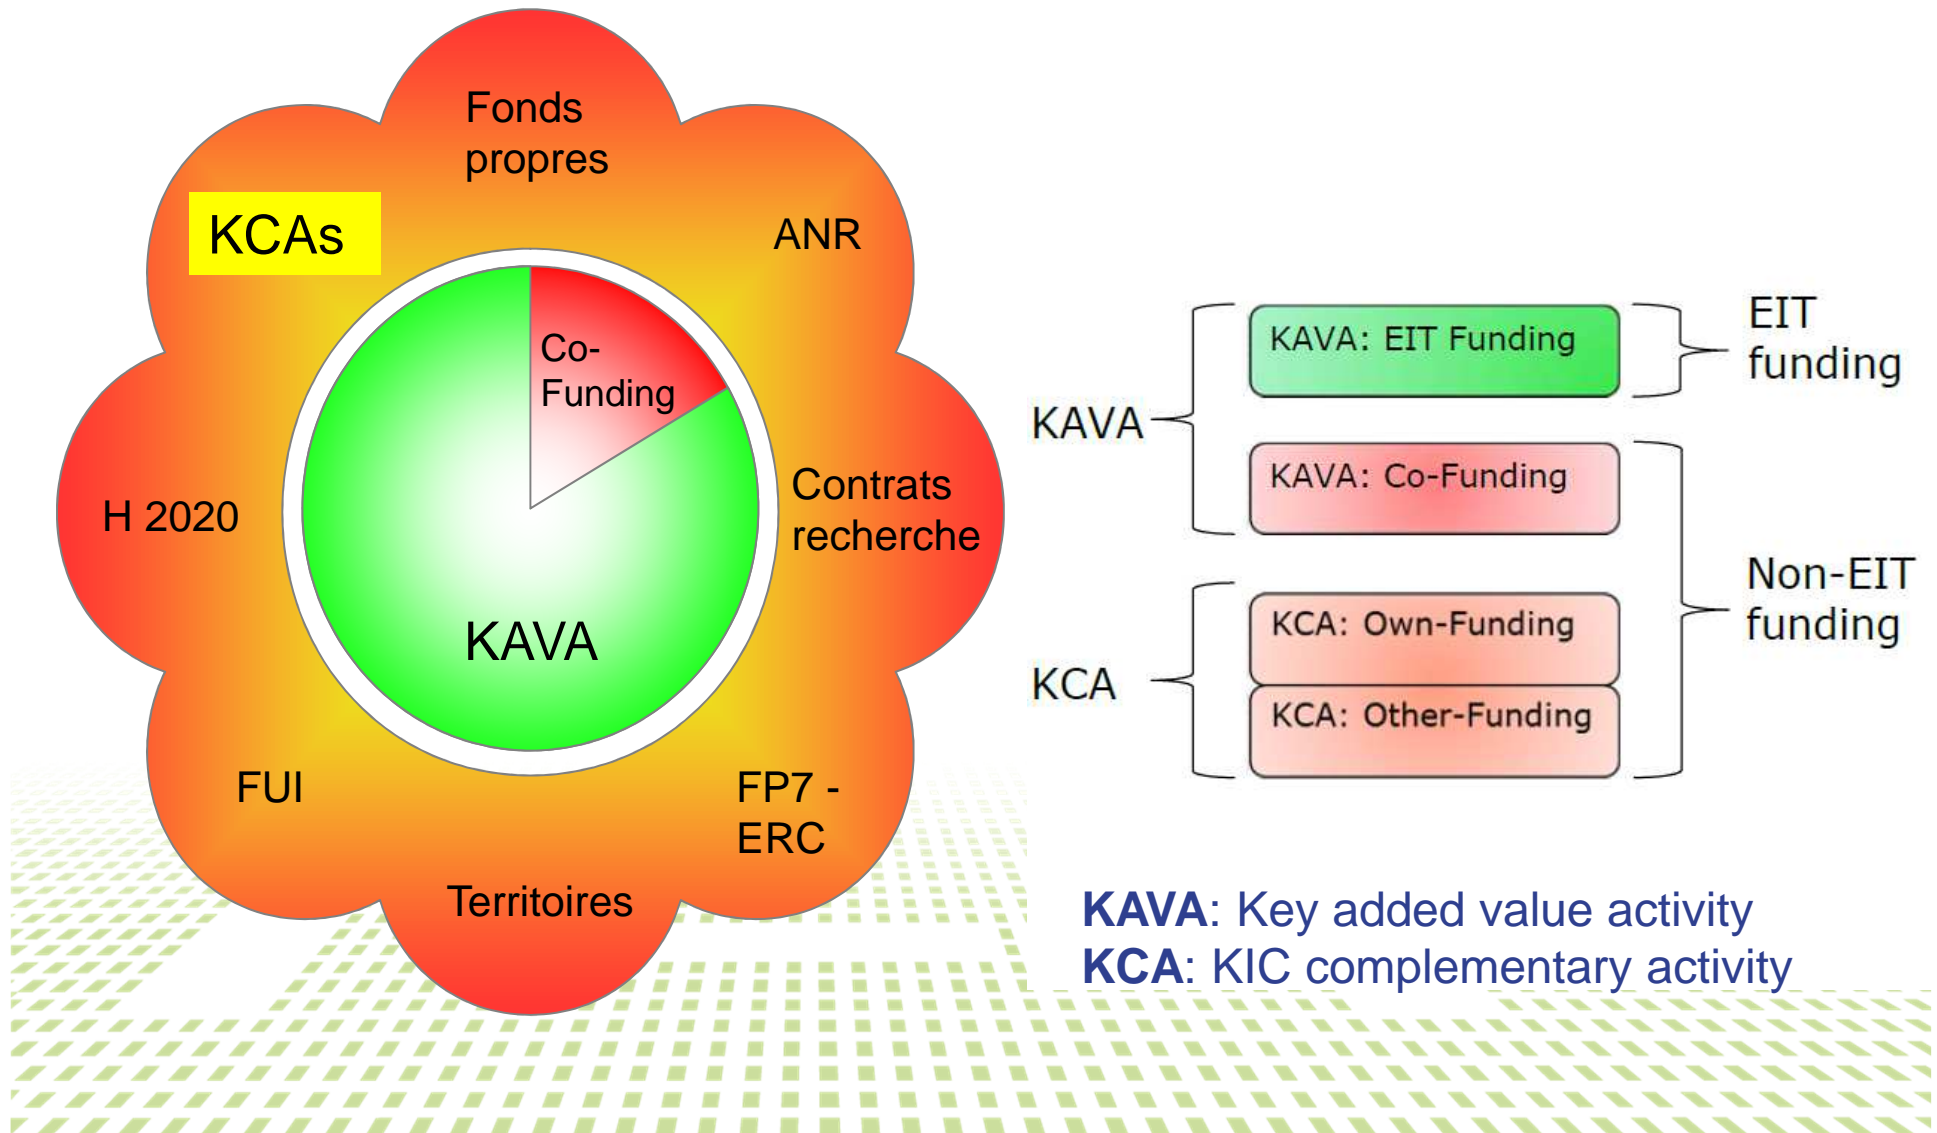 Fonds
propres
KCAs
ANR
Co-
Funding
Contrats
recherche
H 2020
KAVA
FUI
FP7 -
ERC
Territoires
KAVA: EIT Funding
EIT
funding
KAVA
KAVA: Co-Funding
Non-EIT
funding
KCA: Own-Funding
KCA
KCA: Other-Funding
KAVA: Key added value activity
KCA: KIC complementary activity